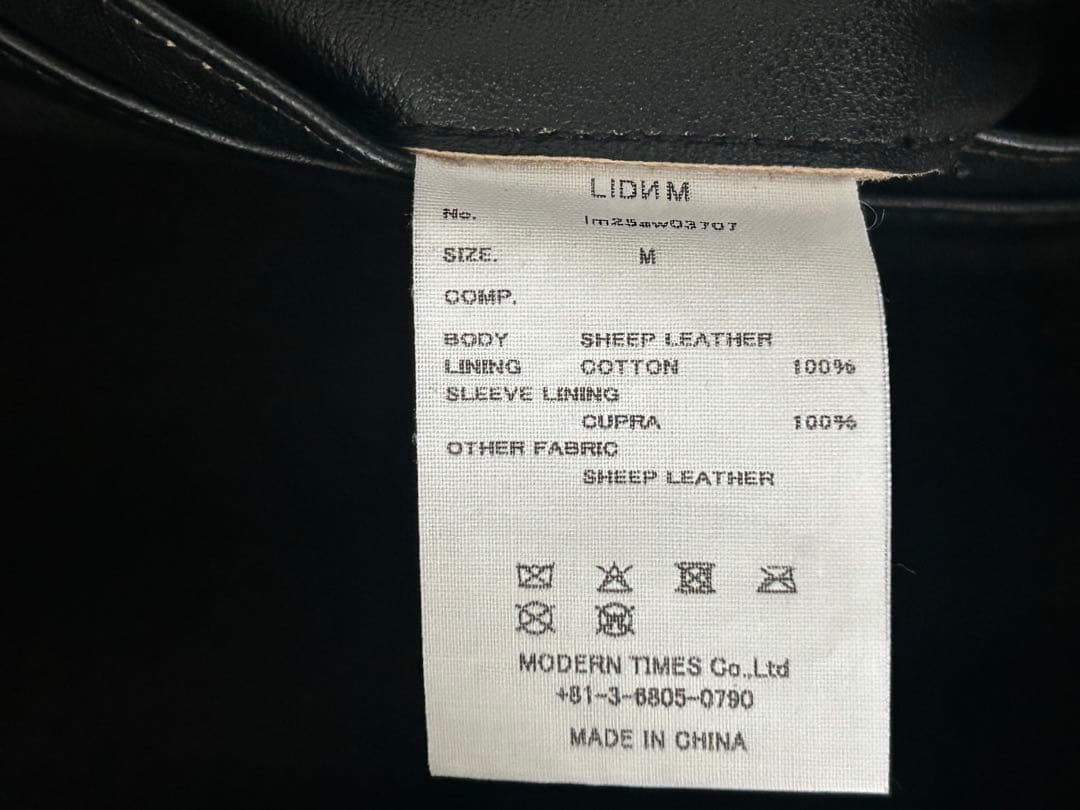 LIDИM
No. lm25aw03707
SIZE. M
COMP.
BODY SHEEP LEATHER
LINING COTTON 100%
SLEEVE LINING
CUPRA 100%
OTHER FABRIC
SHEEP LEATHER
MODERN TIMES Co.,Ltd
+81-3-6805-0790
MADE IN CHINA